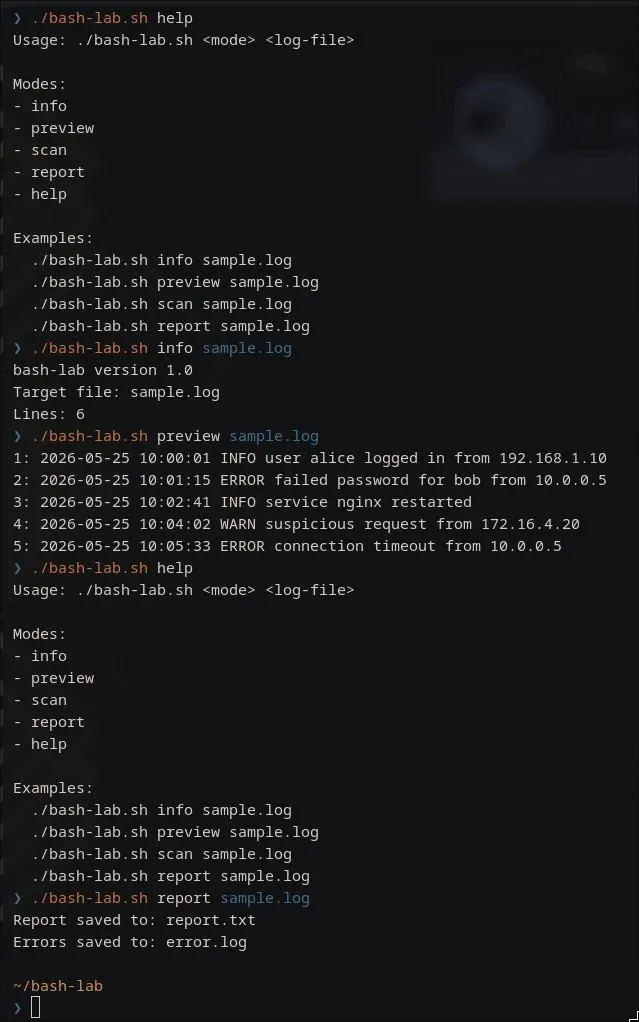 ❯ ./bash-lab.sh help
Usage: ./bash-lab.sh <mode> <log-file>

Modes:
- info
- preview
- scan
- report
- help

Examples:
  ./bash-lab.sh info sample.log
  ./bash-lab.sh preview sample.log
  ./bash-lab.sh scan sample.log
  ./bash-lab.sh report sample.log
❯ ./bash-lab.sh info sample.log
bash-lab version 1.0
Target file: sample.log
Lines: 6
❯ ./bash-lab.sh preview sample.log
1: 2026-05-25 10:00:01 INFO user alice logged in from 192.168.1.10
2: 2026-05-25 10:01:15 ERROR failed password for bob from 10.0.0.5
3: 2026-05-25 10:02:41 INFO service nginx restarted
4: 2026-05-25 10:04:02 WARN suspicious request from 172.16.4.20
5: 2026-05-25 10:05:33 ERROR connection timeout from 10.0.0.5
❯ ./bash-lab.sh help
Usage: ./bash-lab.sh <mode> <log-file>

Modes:
- info
- preview
- scan
- report
- help

Examples:
  ./bash-lab.sh info sample.log
  ./bash-lab.sh preview sample.log
  ./bash-lab.sh scan sample.log
  ./bash-lab.sh report sample.log
❯ ./bash-lab.sh report sample.log
Report saved to: report.txt
Errors saved to: error.log

~/bash-lab
❯